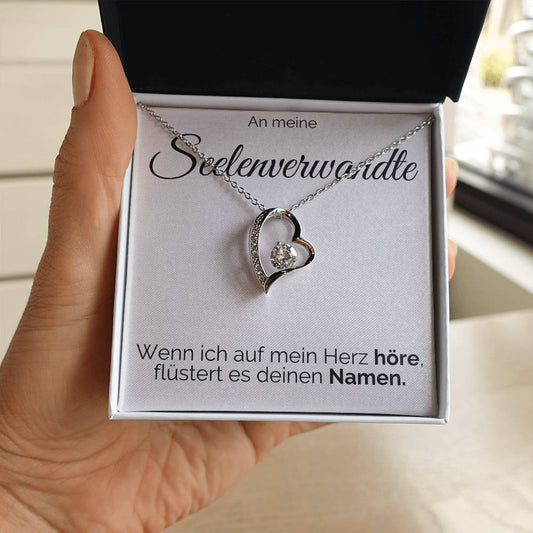 An meine
Seelenverwandte
Wenn ich auf mein Herz höre,
flüstert es deinen Namen.